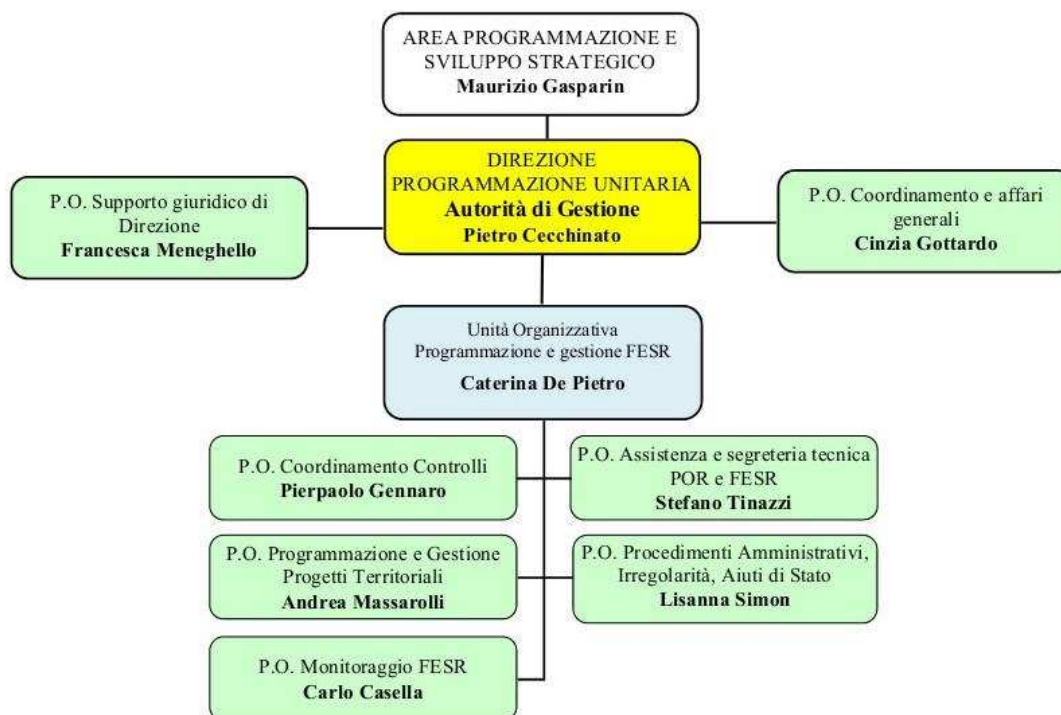 AREA PROGRAMMAZIONE E
SVILUPPO STRATEGICO
Maurizio Gasparin
DIREZIONE
PROGRAMMAZIONE UNITARIA
Autorità di Gestione
Pietro Cecchinato
P.O. Supporto giuridico di
Direzione
Francesca Meneghello
P.O. Coordinamento e affari
generali
Cinzia Gottardo
Unità Organizzativa
Programmazione e gestione FESR
Caterina De Pietro
P.O. Coordinamento Controlli
Pierpaolo Gennaro
P.O. Assistenza e segreteria tecnica
POR e FESR
Stefano Tinazzi
P.O. Programmazione e Gestione
Progetti Territoriali
Andrea Massarolli
P.O. Procedimenti Amministrativi,
Irregolarità, Aiuti di Stato
Lisanna Simon
P.O. Monitoraggio FESR
Carlo Casella